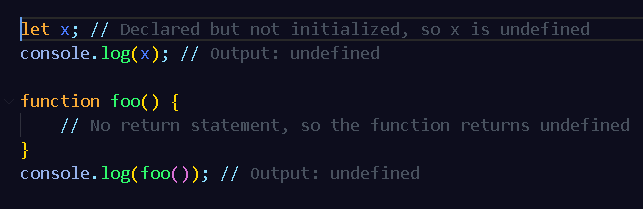 let x; // Declared but not initialized, so x is undefined
console.log(x); // Output: undefined
function foo() {
// No return statement, so the function returns undefined
}
console.log(foo()); // Output: undefined